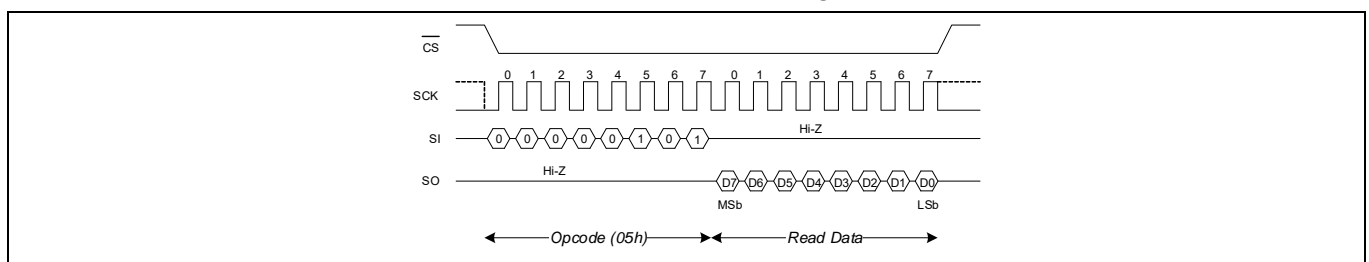 CS
0 1 2 3 4 5 6 7 0 1 2 3 4 5 6 7
SCK
Hi-Z
SI 0 0 0 0 0 1 0 1
Hi-Z
SO D7 D6 D5 D4 D3 D2 D1 D0
MSb LSb
Opcode (05h) Read Data